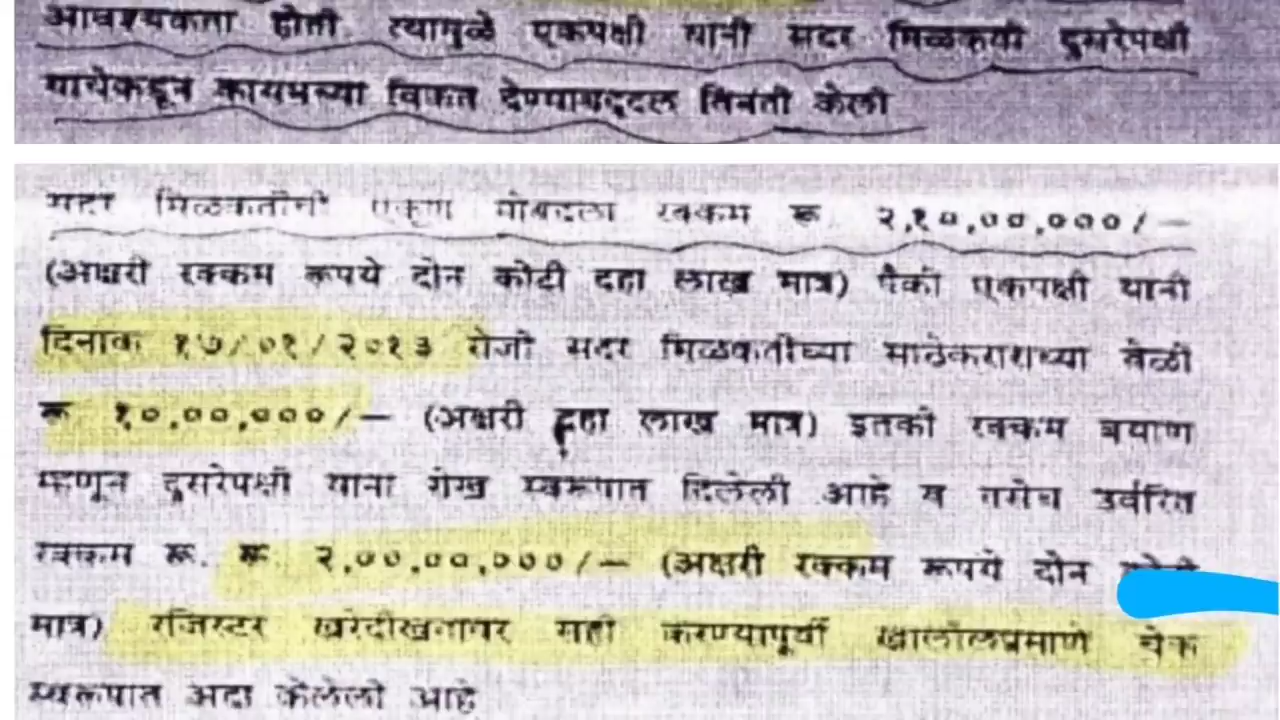 आवश्यकता होती त्यामुळे एकपक्षी यांनी सदर मिळकती दुसरेपक्षी
यांचेकडून कायमच्या विकत देण्याबद्दल विनंती केली
सदर मिळकतीची एकूण मोबदला रक्कम रू २,१०,००,०००/-
(अक्षरी रक्कम रूपये दोन कोटी दहा लाख मात्र) पैकी एकपक्षी यांनी
दिनांक १७/०१/२०१३ रोजी सदर मिळकतीच्या साठेकराराच्या वेळी
रू १०,००,०००/- (अक्षरी दहा लाख मात्र) इतकी रक्कम बयाणा
म्हणून दुसरेपक्षी यांना रोख स्वरूपात दिलेली आहे व तसेच उर्वरित
रक्कम रू. रू २,००,००,०००/- (अक्षरी रक्कम रूपये दोन
मात्र) रजिस्टर खरेदीखतावर सही करण्यापूर्वी खालीलप्रमाणे चेक
स्वरूपात अदा केलेली आहे